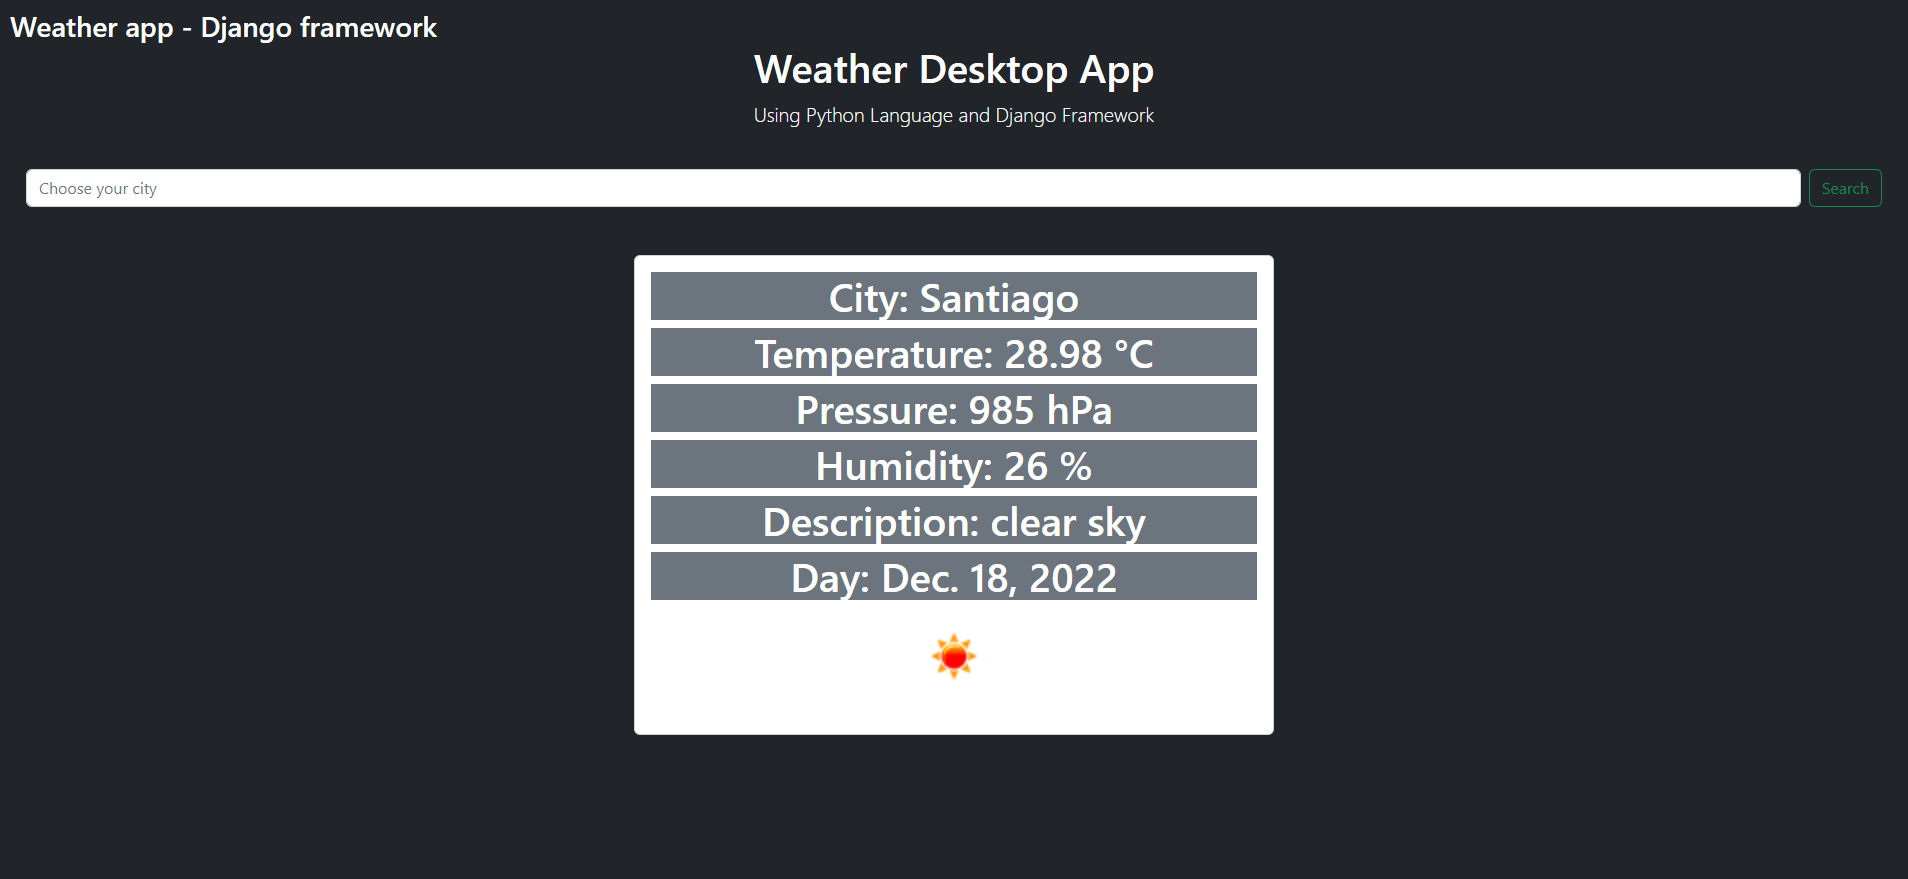 Weather app - Django framework
Weather Desktop App
Using Python Language and Django Framework
Choose your city
Search
City: Santiago
Temperature: 28.98 °C
Pressure: 985 hPa
Humidity: 26 %
Description: clear sky
Day: Dec. 18, 2022